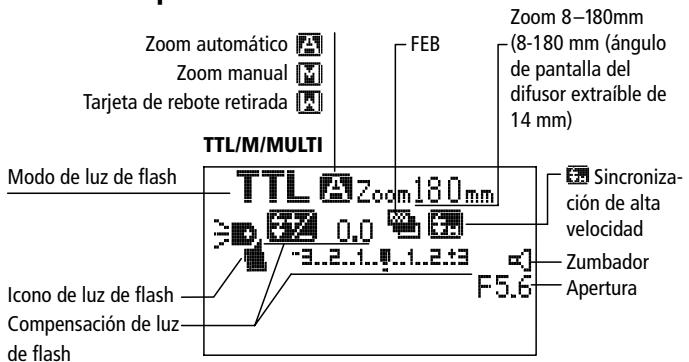 Zoom automático
Zoom manual
Tarjeta de rebote retirada
FEB
Zoom 8–180mm
(8-180 mm (ángulo
de pantalla del
difusor extraíble de
14 mm)
TTL/M/MULTI
Modo de luz de flash
TTL Zoom 180 mm
0.0
-3..2..1..0..1..2.+3
F5.6
Sincroniza-
ción de alta
velocidad
Zumbador
Apertura
Icono de luz de flash
Compensación de luz
de flash